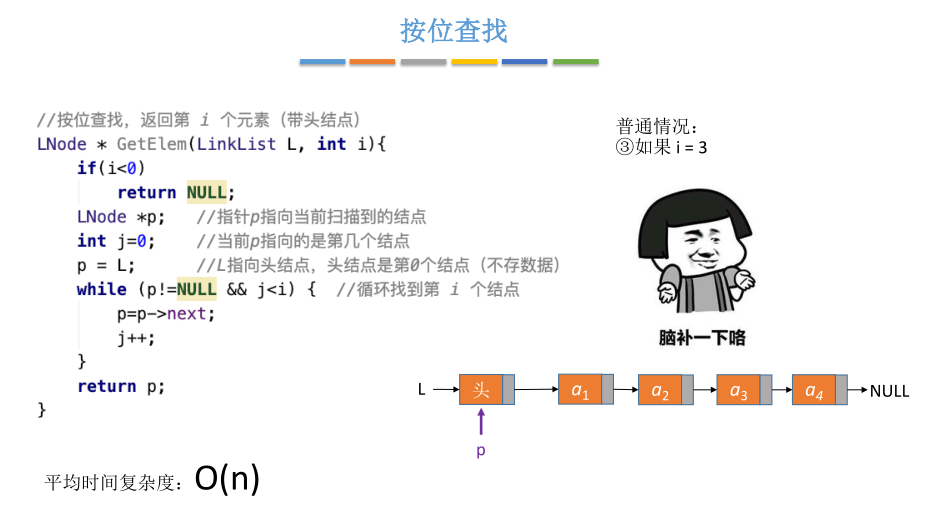 按位查找
//按位查找，返回第 i 个元素（带头结点）
LNode * GetElem(LinkList L, int i){
if(i<0)
return NULL;
LNode *p; //指针p指向当前扫描到的结点
int j=0; //当前p指向的是第几个结点
p = L; //L指向头结点，头结点是第0个结点（不存数据）
while (p!=NULL && j<i) { //循环找到第 i 个结点
p=p->next;
j++;
}
return p;
}
平均时间复杂度：O(n)
普通情况：
③如果 i = 3
脑补一下咯
L 头 a1 a2 a3 a4 NULL
p